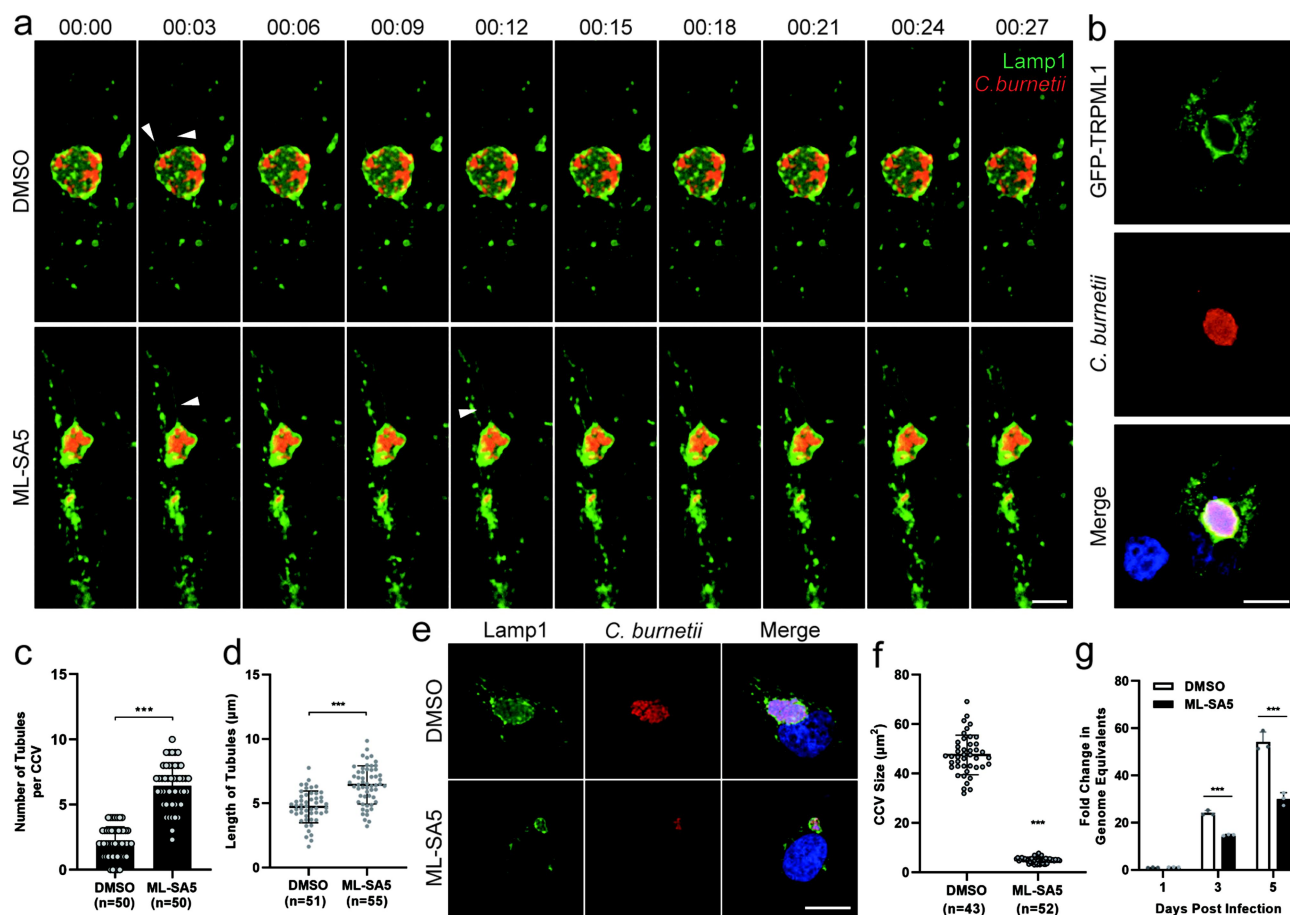 a
00:00 00:03 00:06 00:09 00:12 00:15 00:18 00:21 00:24 00:27
Lamp1
C.burnetii
DMSO
ML-SA5
b
GFP-TRPML1
C. burnetii
Merge
c
15
10
5
0
Number of Tubules
per CCV
***
DMSO
(n=50)
ML-SA5
(n=50)
d
15
10
5
0
Length of Tubules (µm)
***
DMSO
(n=51)
ML-SA5
(n=55)
e
Lamp1 C. burnetii Merge
DMSO
ML-SA5
f
80
60
40
20
0
CCV Size (µm²)
***
DMSO
(n=43)
ML-SA5
(n=52)
g
80
60
40
20
0
Fold Change in
Genome Equivalents
DMSO
ML-SA5
***
***
1 3 5
Days Post Infection